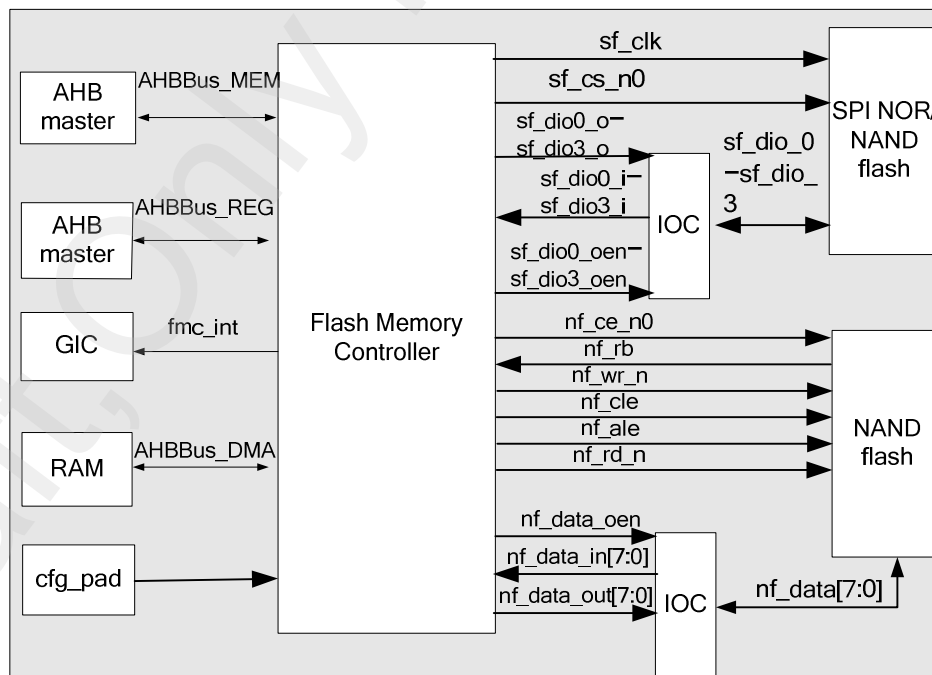 AHB
master
AHBBus_MEM
AHB
master
AHBBus_REG
GIC
fmc_int
RAM
AHBBus_DMA
cfg_pad
Flash Memory
Controller
sf_clk
sf_cs_n0
sf_dio0_o–
sf_dio3_o
sf_dio0_i–
sf_dio3_i
sf_dio0_oen–
sf_dio3_oen
IOC
sf_dio_0
–sf_dio_
3
SPI NOR/
NAND
flash
nf_ce_n0
nf_rb
nf_wr_n
nf_cle
nf_ale
nf_rd_n
NAND
flash
nf_data_oen
nf_data_in[7:0]
nf_data_out[7:0]
IOC
nf_data[7:0]
Only